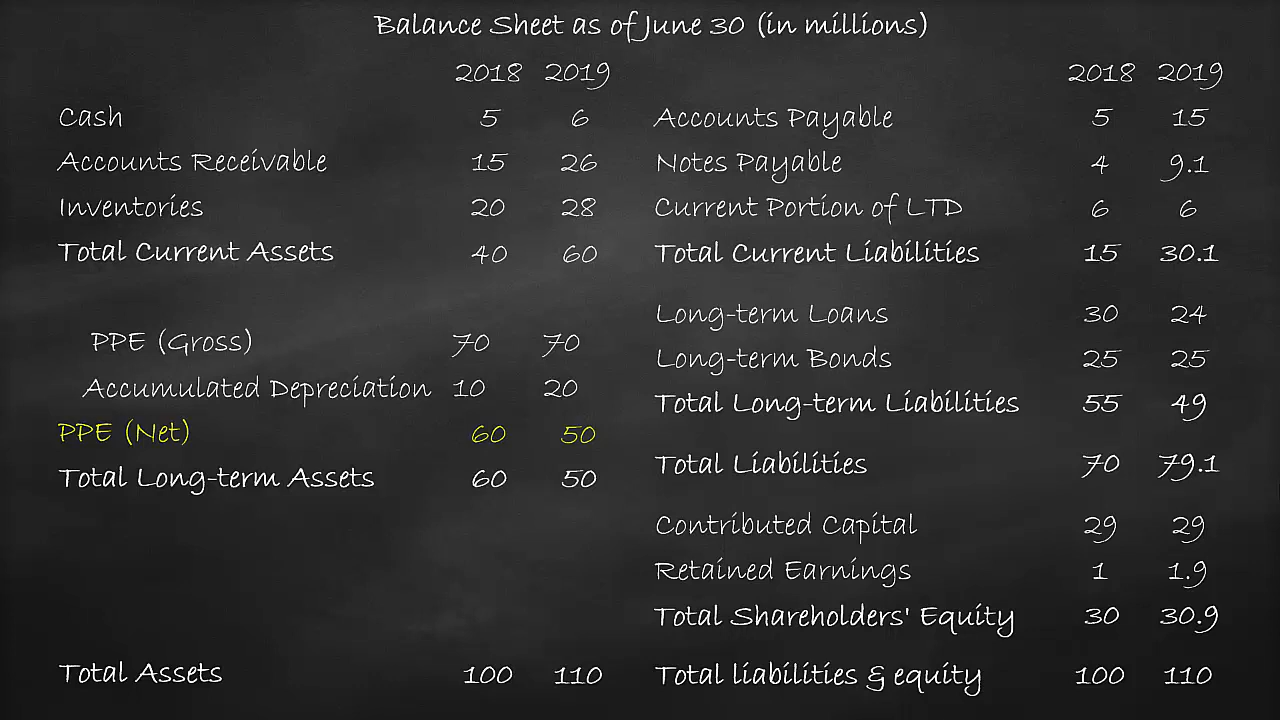 Balance Sheet as of June 30 (in millions)
2018 2019
Cash 5 6
Accounts Receivable 15 26
Inventories 20 28
Total Current Assets 40 60
PPE (Gross) 70 70
Accumulated Depreciation 10 20
PPE (Net) 60 50
Total Long-term Assets 60 50
Total Assets 100 110
2018 2019
Accounts Payable 5 15
Notes Payable 4 9.1
Current Portion of LTD 6 6
Total Current Liabilities 15 30.1
Long-term Loans 30 24
Long-term Bonds 25 25
Total Long-term Liabilities 55 49
Total Liabilities 70 79.1
Contributed Capital 29 29
Retained Earnings 1 1.9
Total Shareholders' Equity 30 30.9
Total liabilities & equity 100 110